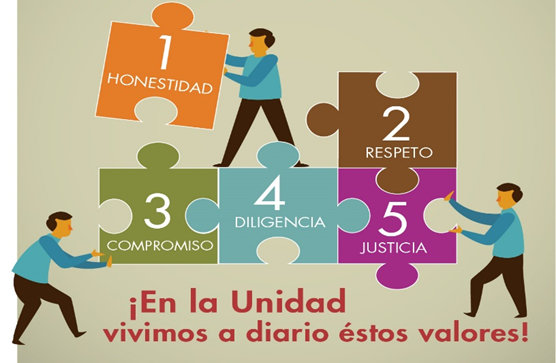 1
HONESTIDAD
2
RESPETO
3
COMPROMISO
4
DILIGENCIA
5
JUSTICIA
¡En la Unidad
vivimos a diario éstos valores!